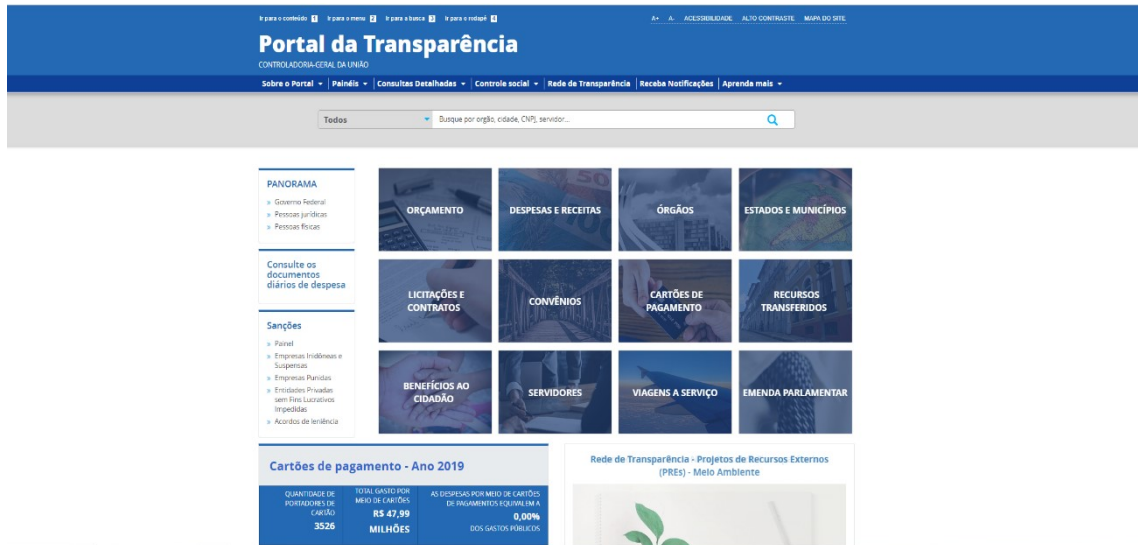 Ir para o conteúdo 1 Ir para o menu 2 Ir para a busca 3 Ir para o rodapé 4
A+ A- ACESSIBILIDADE ALTO CONTRASTE MAPA DO SITE
Portal da Transparência
CONTROLADORIA-GERAL DA UNIÃO
Sobre o Portal Painéis Consultas Detalhadas Controle social Rede de Transparência Receba Notificações Aprenda mais
Todos Busque por orgão, cidade, CNPJ, servidor...
PANORAMA
» Governo Federal
» Pessoas jurídicas
» Pessoas físicas
Consulte os
documentos
diários de despesa
Sanções
» Painel
» Empresas Inidôneas e
Suspensas
» Empresas Punidas
» Entidades Privadas
sem Fins Lucrativos
Impedidas
» Acordos de leniência
ORÇAMENTO
DESPESAS E RECEITAS
ÓRGÃOS
ESTADOS E MUNICÍPIOS
LICITAÇÕES E
CONTRATOS
CONVÊNIOS
CARTÕES DE
PAGAMENTO
RECURSOS
TRANSFERIDOS
BENEFÍCIOS AO
CIDADÃO
SERVIDORES
VIAGENS A SERVIÇO
EMENDA PARLAMENTAR
Cartões de pagamento - Ano 2019
QUANTIDADE DE
PORTADORES DE
CARTÃO
3526
TOTAL GASTO POR
MEIO DE CARTÕES
R$ 47,99
MILHÕES
AS DESPESAS POR MEIO DE CARTÕES
DE PAGAMENTOS EQUIVALEM A
0,00%
DOS GASTOS PÚBLICOS
Rede de Transparência - Projetos de Recursos Externos
(PREs) - Meio Ambiente